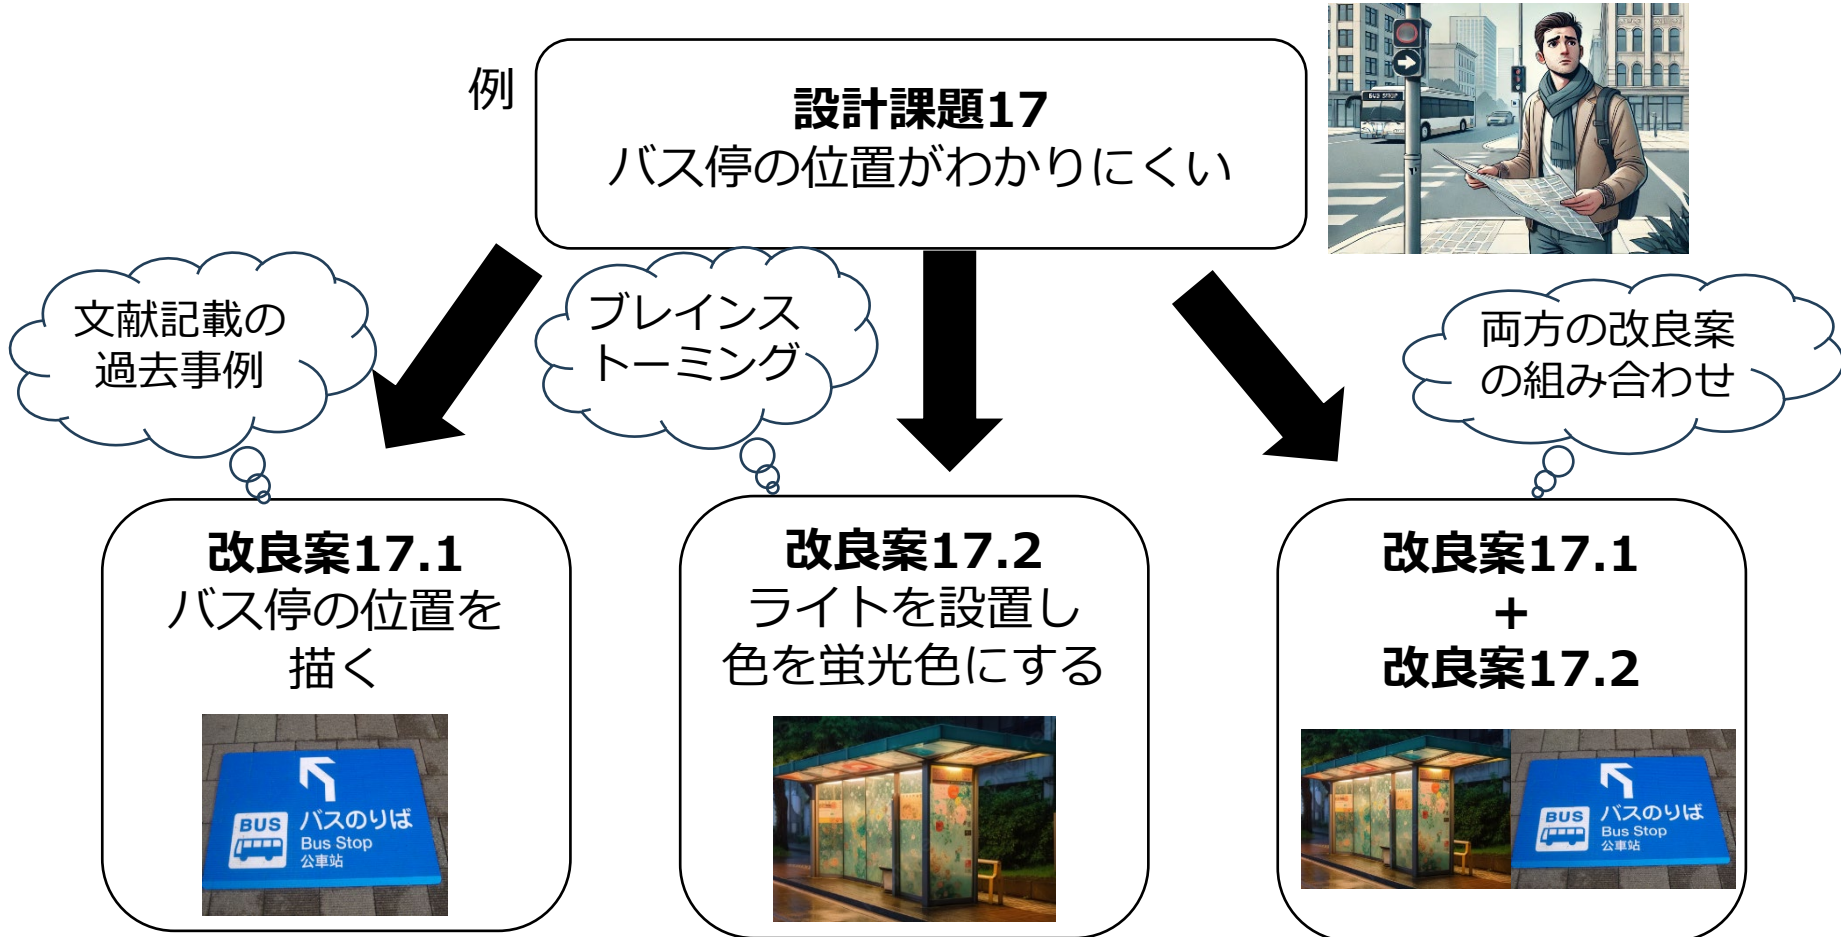 例
設計課題17
バス停の位置がわかりにくい
BUS STOP
文献記載の
過去事例
ブレインス
トーミング
両方の改良案
の組み合わせ
改良案17.1
バス停の位置を
描く
BUS
バスのりば
Bus Stop
公車站
改良案17.2
ライトを設置し
色を蛍光色にする
改良案17.1
+
改良案17.2
BUS
バスのりば
Bus Stop
公車站